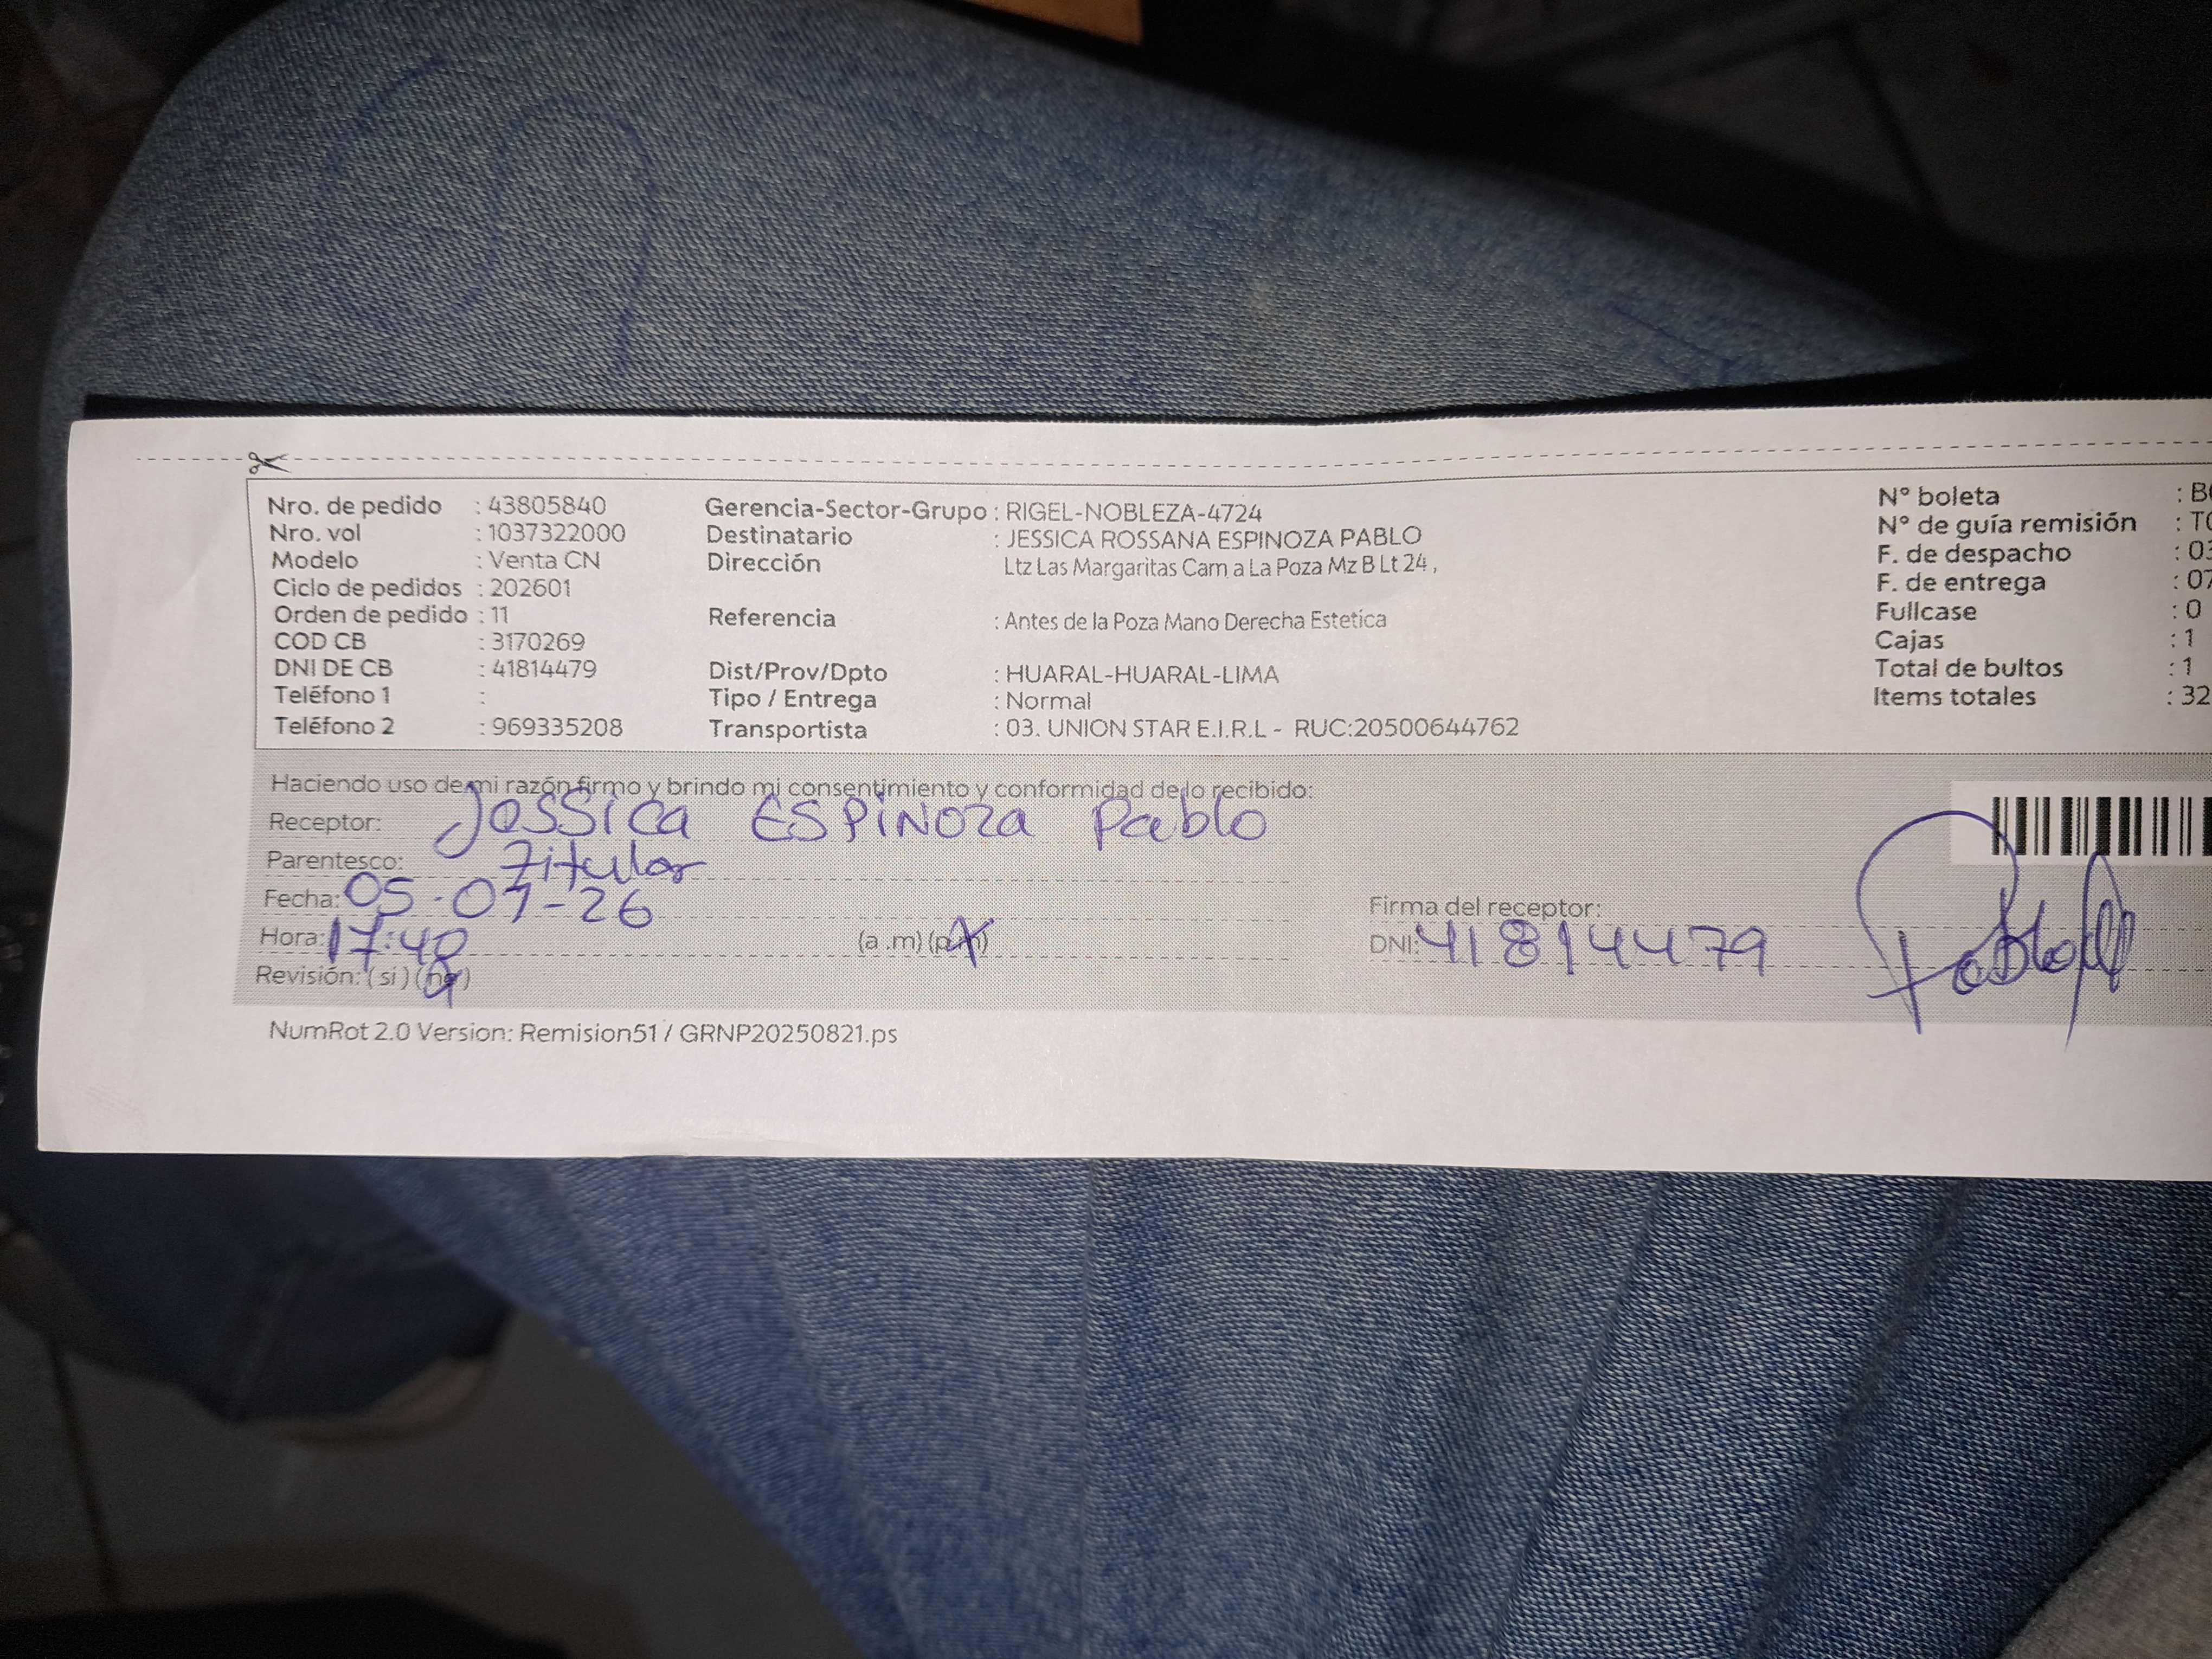 Nro. de pedido : 43805840
Nro. vol : 1037322000
Modelo : Venta CN
Ciclo de pedidos : 202601
Orden de pedido : 11
COD CB : 3170269
DNI DE CB : 41814479
Teléfono 1 :
Teléfono 2 : 969335208
Gerencia-Sector-Grupo : RIGEL-NOBLEZA-4724
Destinatario : JESSICA ROSSANA ESPINOZA PABLO
Dirección Ltz Las Margaritas Cam a La Poza Mz B Lt 24 ,
Referencia : Antes de la Poza Mano Derecha Estetica
Dist/Prov/Dpto : HUARAL-HUARAL-LIMA
Tipo / Entrega : Normal
Transportista : 03. UNION STAR E.I.R.L - RUC:20500644762
N° boleta : B
N° de guía remisión : T
F. de despacho : 03
F. de entrega : 07
Fullcase : 0
Cajas : 1
Total de bultos : 1
Items totales : 32
Haciendo uso de mi razón firmo y brindo mi consentimiento y conformidad de lo recibido:
Receptor: Jessica ESPINOZA Pablo
Parentesco: Titular
Fecha: 05-01-26
Hora: 17:40 (a .m) (p.m)
Revisión: (si) (no)
Firma del receptor:
DNI: 41814479
NumRot 2.0 Version: Remision51 / GRNP20250821.ps